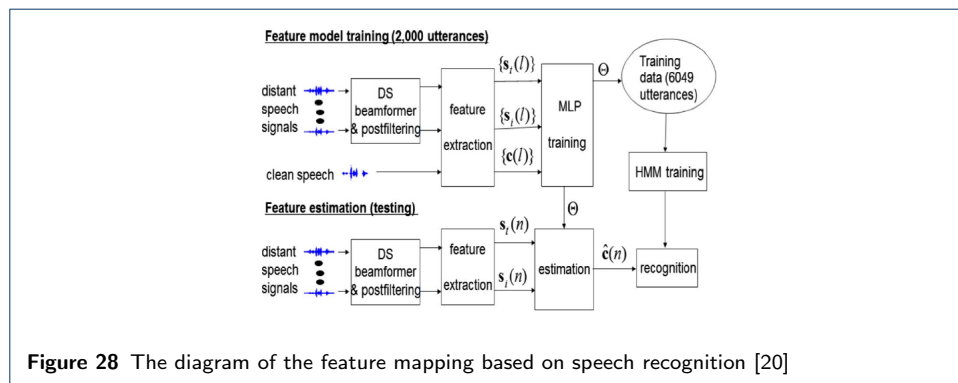 Feature model training (2,000 utterances)
distant
speech
signals
DS
beamformer
& postfiltering
feature
extraction
{s_t(l)}
{s_i(l)}
{c(l)}
MLP
training
Θ
Training
data (6049
utterances)
clean speech
HMM training
Θ
Feature estimation (testing)
distant
speech
signals
DS
beamformer
& postfiltering
feature
extraction
s_t(n)
s_i(n)
estimation
ĉ(n)
recognition
Figure 28 The diagram of the feature mapping based on speech recognition [20]